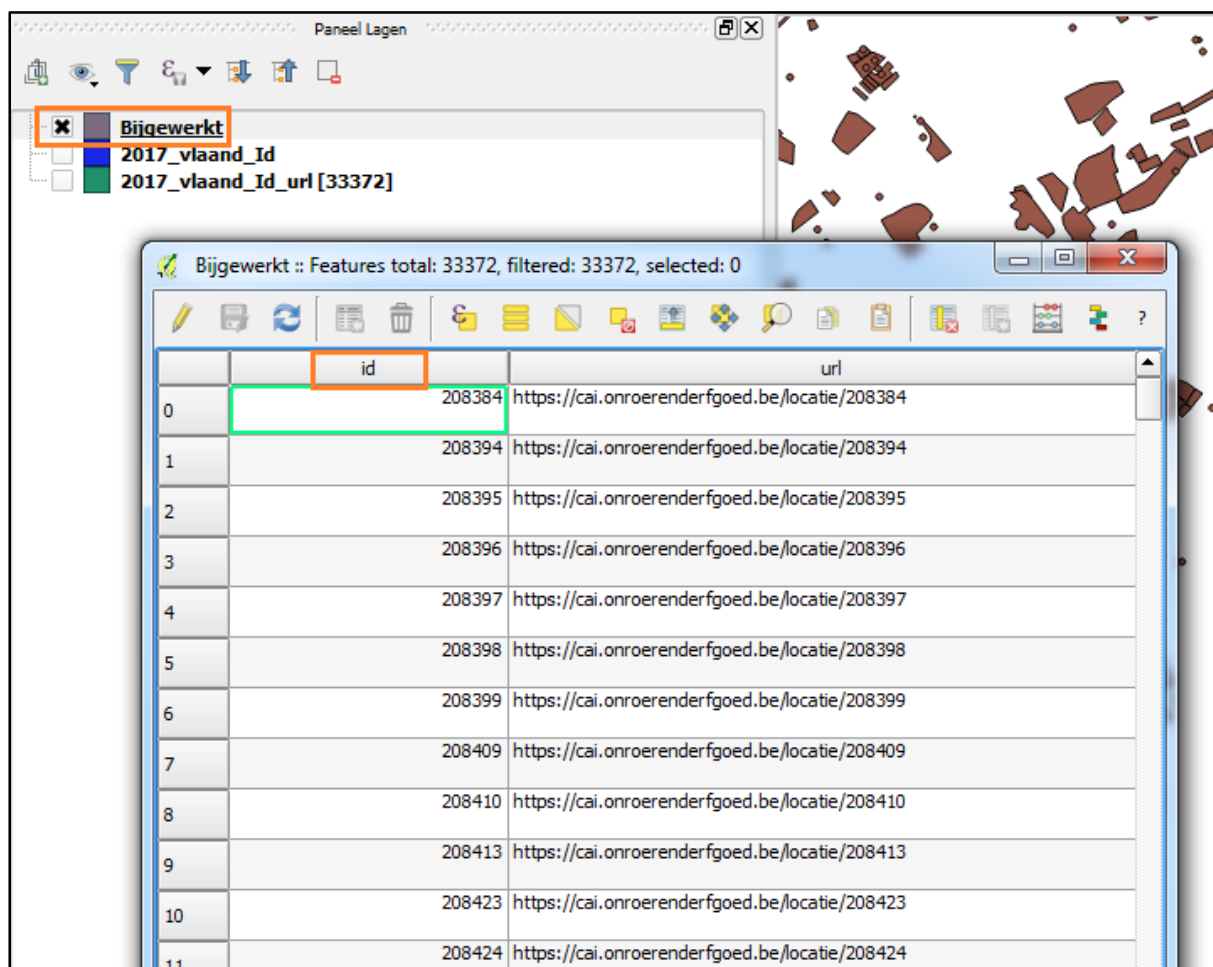 Paneel Lagen
Bijgewerkt
2017_vlaand_Id
2017_vlaand_Id_url [33372]
Bijgewerkt :: Features total: 33372, filtered: 33372, selected: 0
?
id url
0 208384 https://cai.onroerenderfgoed.be/locatie/208384
1 208394 https://cai.onroerenderfgoed.be/locatie/208394
2 208395 https://cai.onroerenderfgoed.be/locatie/208395
3 208396 https://cai.onroerenderfgoed.be/locatie/208396
4 208397 https://cai.onroerenderfgoed.be/locatie/208397
5 208398 https://cai.onroerenderfgoed.be/locatie/208398
6 208399 https://cai.onroerenderfgoed.be/locatie/208399
7 208409 https://cai.onroerenderfgoed.be/locatie/208409
8 208410 https://cai.onroerenderfgoed.be/locatie/208410
9 208413 https://cai.onroerenderfgoed.be/locatie/208413
10 208423 https://cai.onroerenderfgoed.be/locatie/208423
11 208424 https://cai.onroerenderfgoed.be/locatie/208424